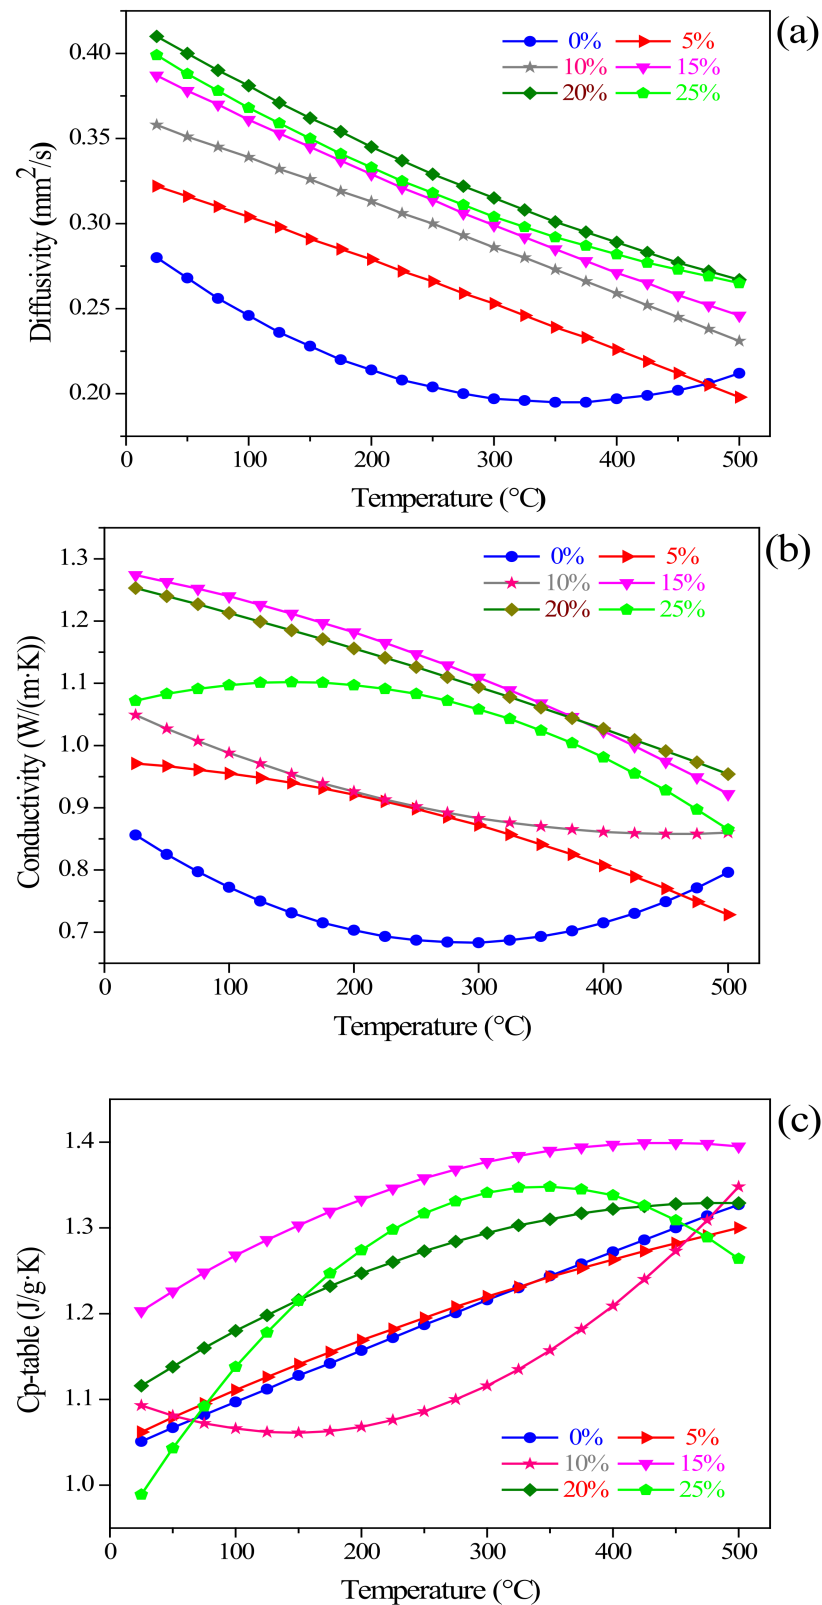 (a)
0% 5%
10% 15%
20% 25%
0.40
0.35
0.30
0.25
0.20
Diffusivity (mm²/s)
0 100 200 300 400 500
Temperature (°C)
(b)
0% 5%
10% 15%
20% 25%
1.3
1.2
1.1
1.0
0.9
0.8
0.7
Conductivity (W/(m·K))
0 100 200 300 400 500
Temperature (°C)
(c)
1.4
1.3
1.2
1.1
1.0
Cp-table (J/g·K)
0% 5%
10% 15%
20% 25%
0 100 200 300 400 500
Temperature (°C)